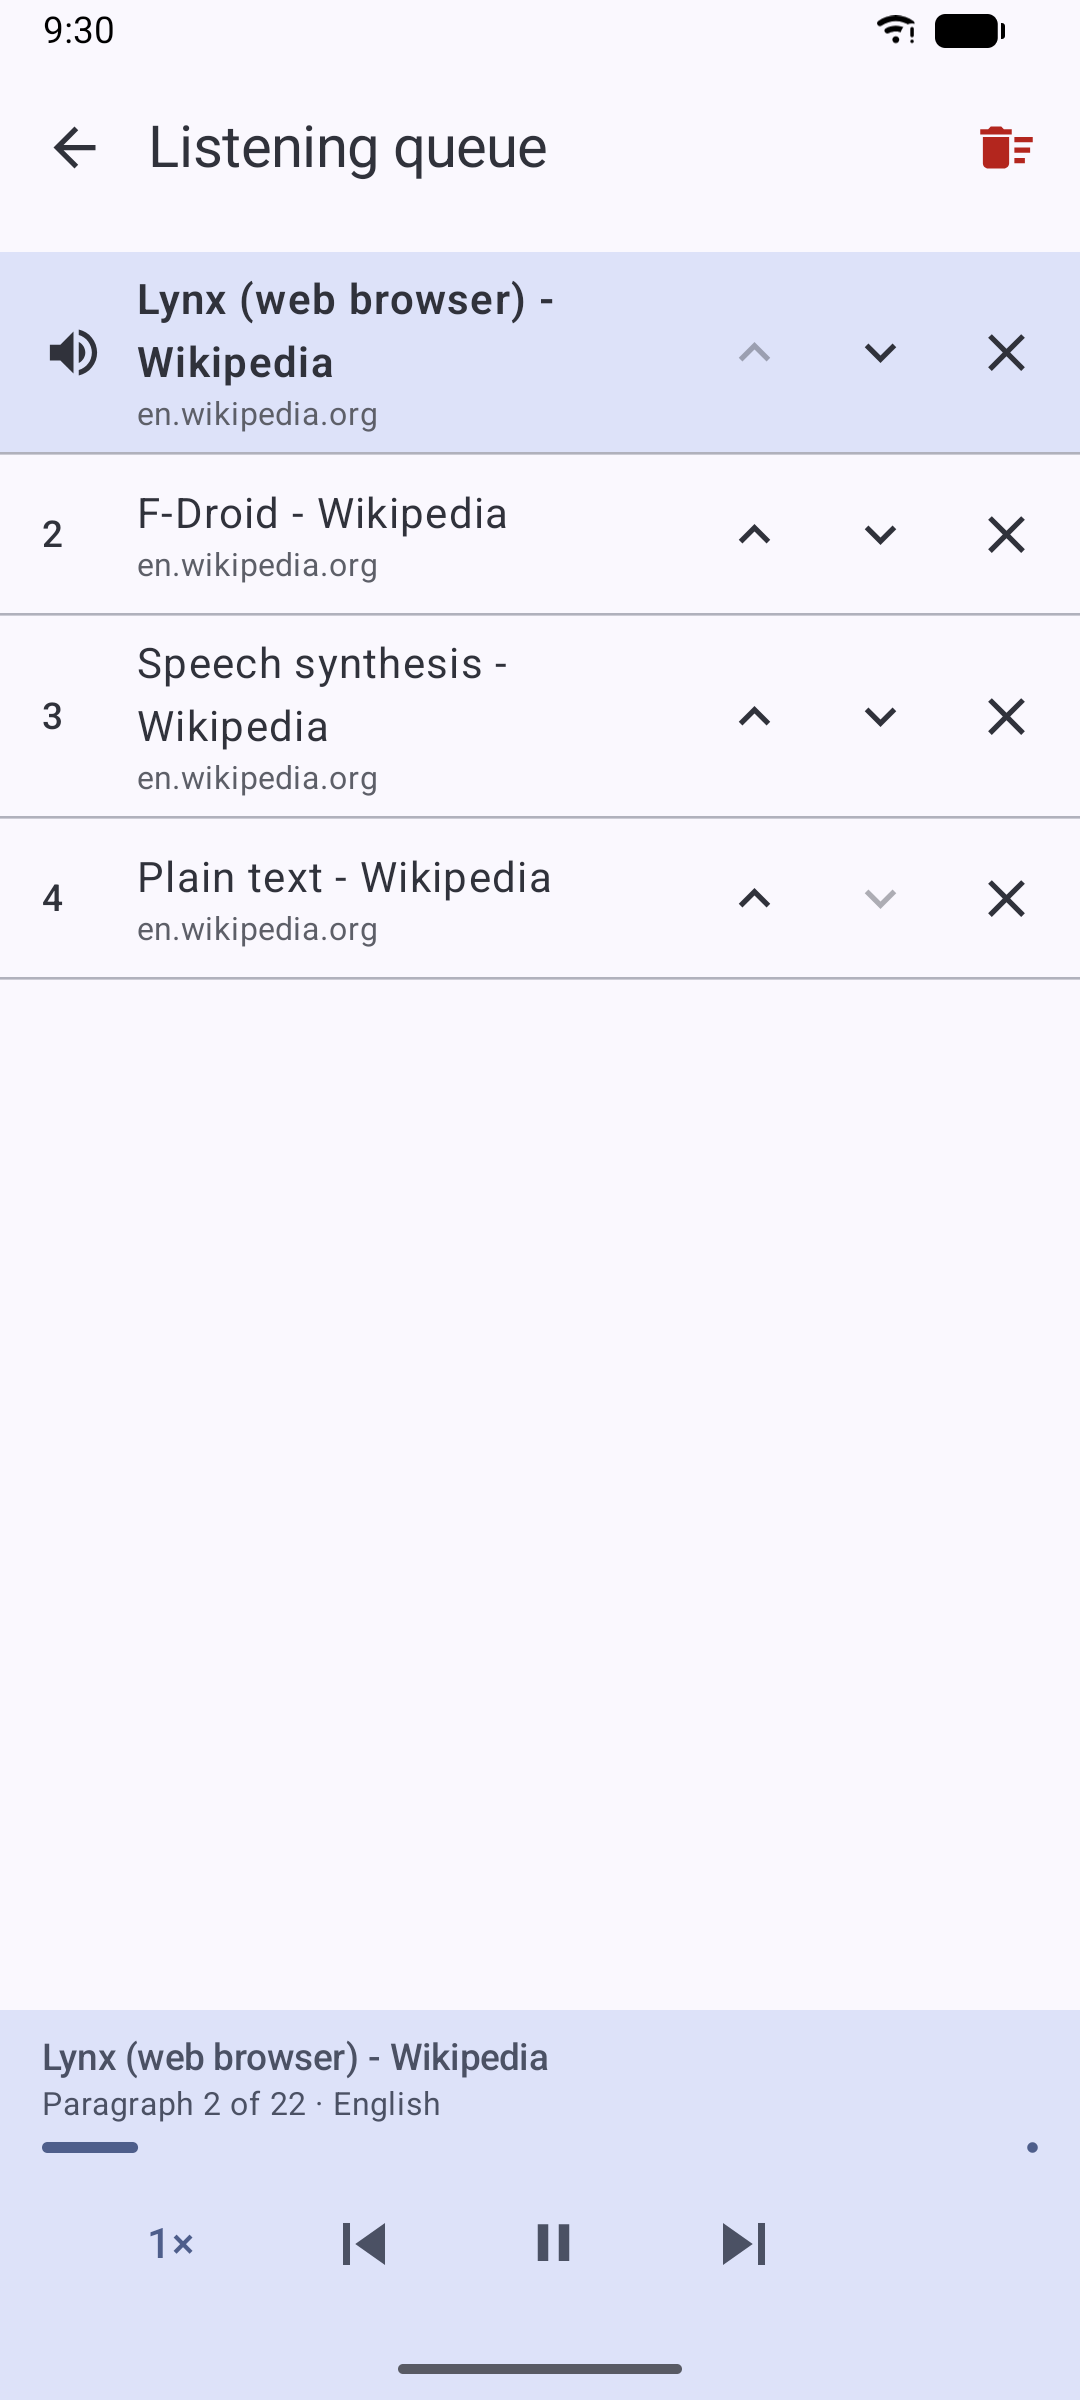 9:30
Listening queue
Lynx (web browser) -
Wikipedia
en.wikipedia.org
2
F-Droid - Wikipedia
en.wikipedia.org
3
Speech synthesis -
Wikipedia
en.wikipedia.org
4
Plain text - Wikipedia
en.wikipedia.org
Lynx (web browser) - Wikipedia
Paragraph 2 of 22 · English
1×